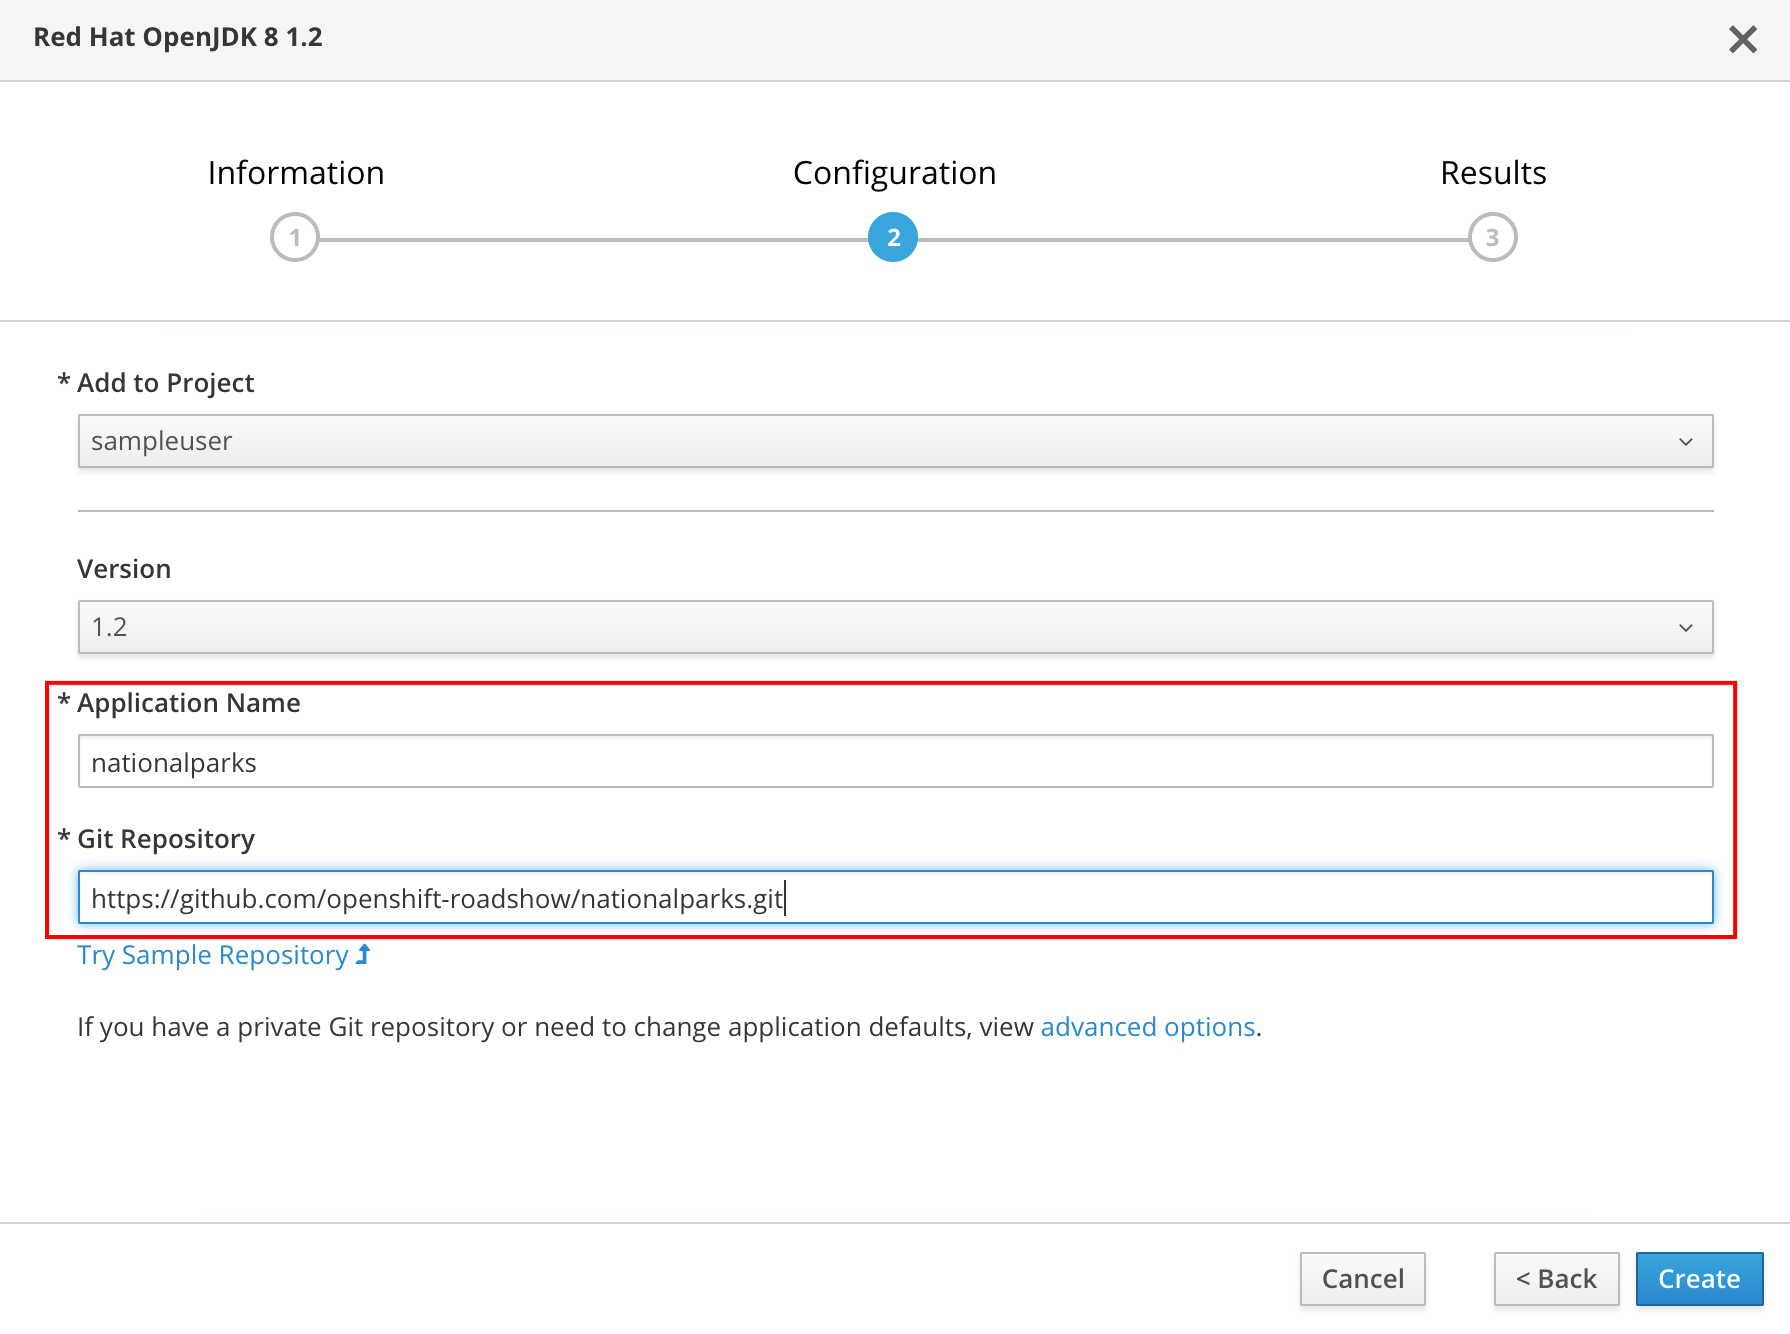 Red Hat OpenJDK 8 1.2
Information
Configuration
Results
1
2
3
* Add to Project
sampleuser
Version
1.2
* Application Name
nationalparks
* Git Repository
https://github.com/openshift-roadshow/nationalparks.git
Try Sample Repository
If you have a private Git repository or need to change application defaults, view advanced options.
Cancel
< Back
Create